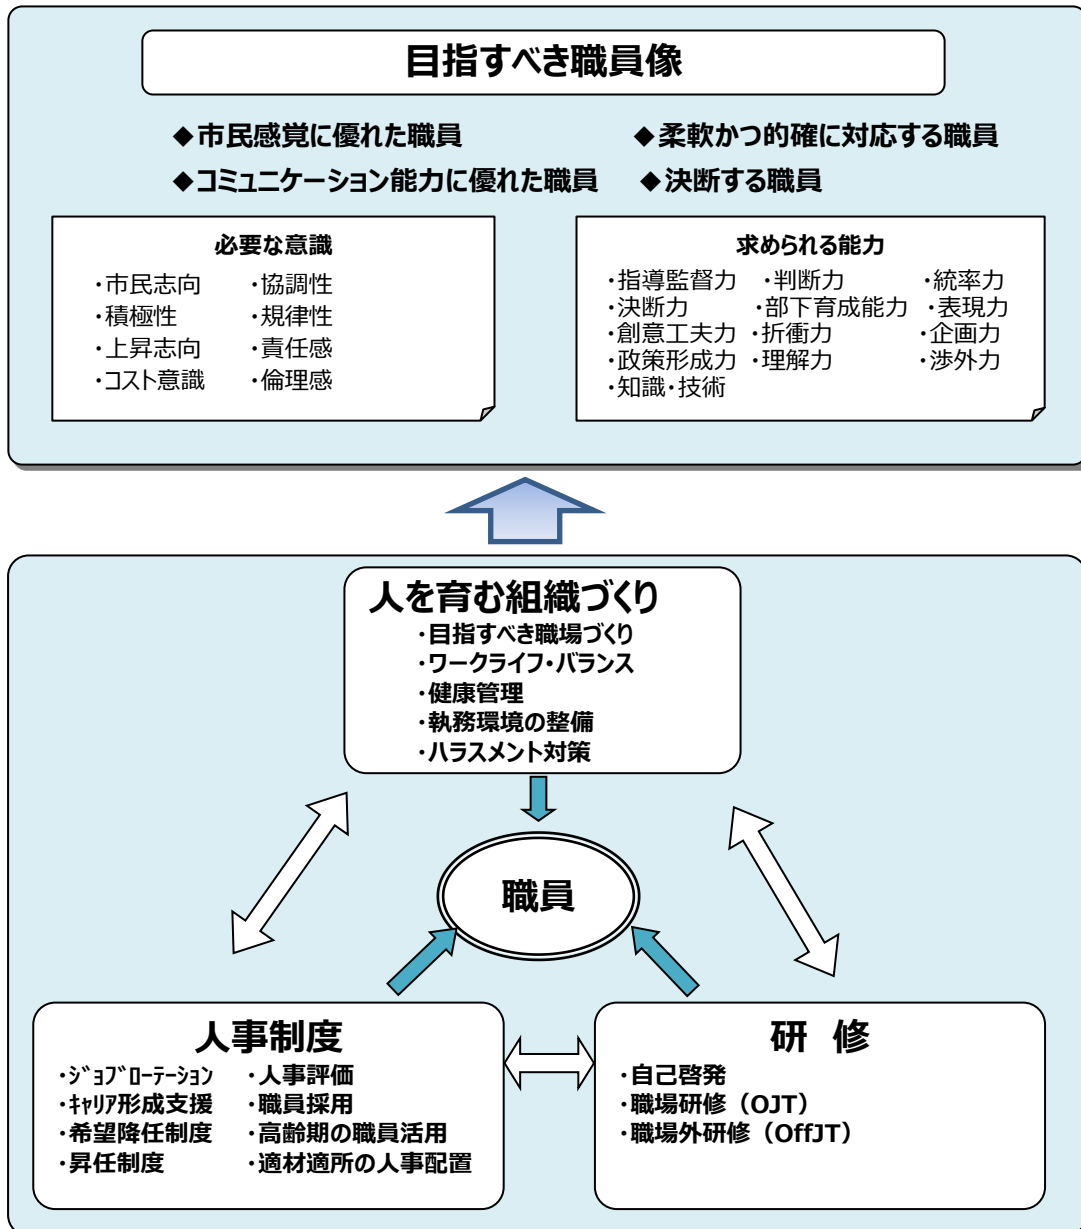 目指すべき職員像
◆市民感覚に優れた職員 ◆柔軟かつ的確に対応する職員
◆コミュニケーション能力に優れた職員 ◆決断する職員
必要な意識
・市民志向 ・協調性
・積極性 ・規律性
・上昇志向 ・責任感
・コスト意識 ・倫理感
求められる能力
・指導監督力 ・判断力 ・統率力
・決断力 ・部下育成能力 ・表現力
・創意工夫力 ・折衝力 ・企画力
・政策形成力 ・理解力 ・渉外力
・知識・技術
人を育む組織づくり
・目指すべき職場づくり
・ワークライフ・バランス
・健康管理
・執務環境の整備
・ハラスメント対策
職員
人事制度
・ｼﾞｮﾌﾞﾛｰﾃｰｼｮﾝ ・人事評価
・ｷｬﾘｱ形成支援 ・職員採用
・希望降任制度 ・高齢期の職員活用
・昇任制度 ・適材適所の人事配置
研 修
・自己啓発
・職場研修（OJT）
・職場外研修（OffJT）